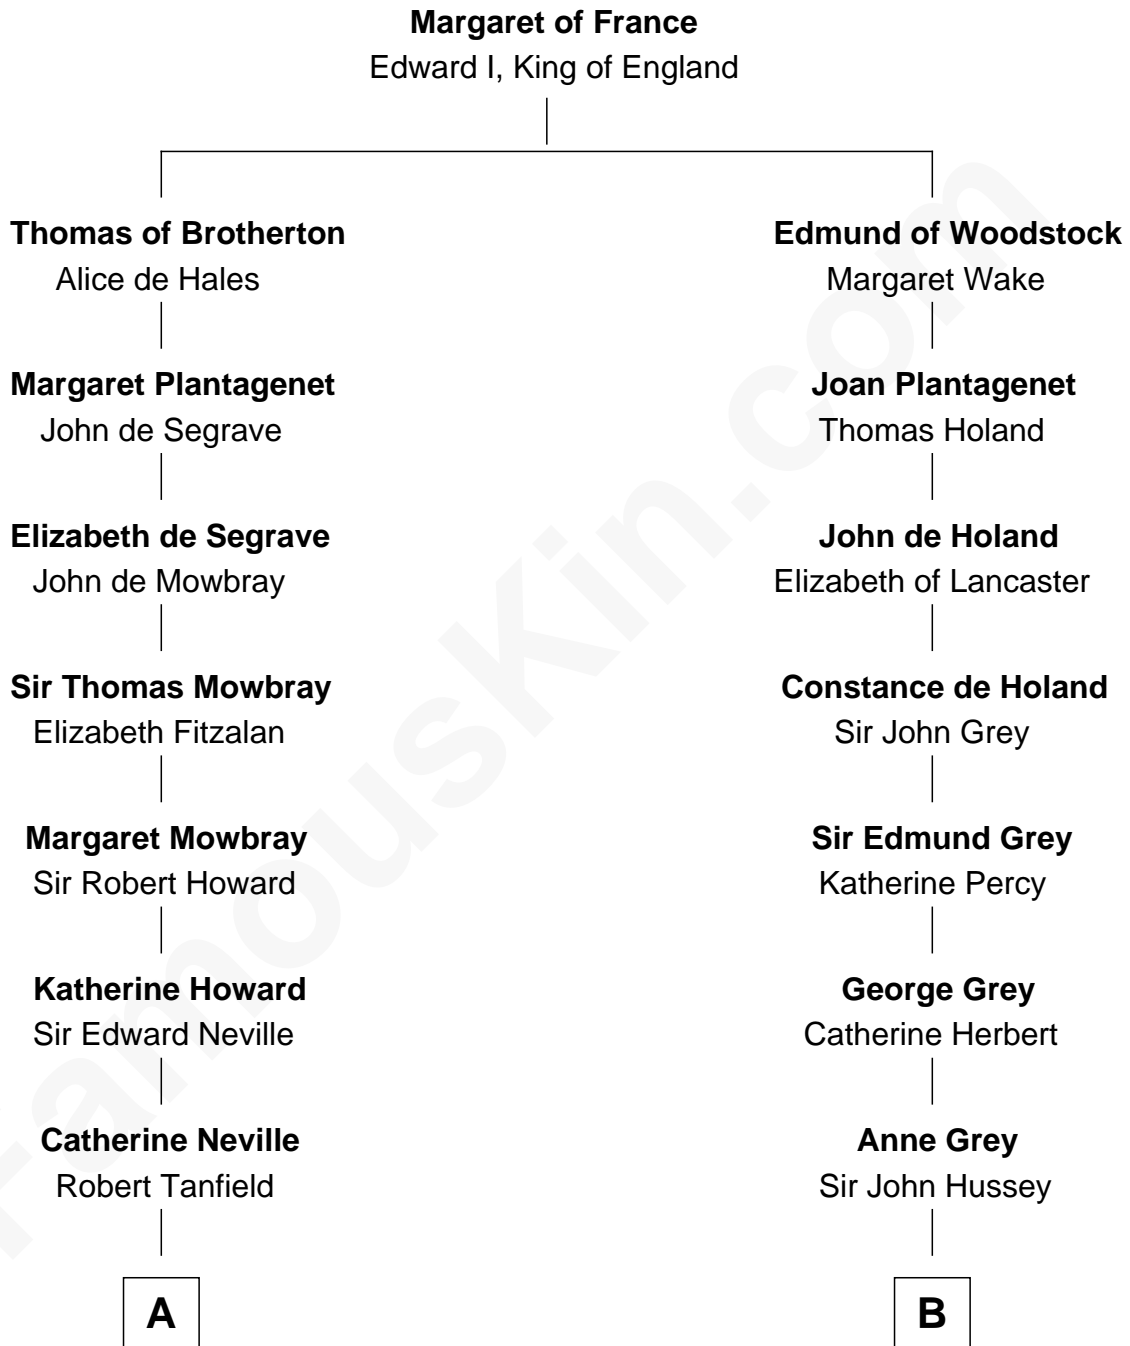 Margaret of France
Edward I, King of England
Thomas of Brotherton
Alice de Hales
Edmund of Woodstock
Margaret Wake
Margaret Plantagenet
John de Segrave
Joan Plantagenet
Thomas Holand
Elizabeth de Segrave
John de Mowbray
John de Holand
Elizabeth of Lancaster
Sir Thomas Mowbray
Elizabeth Fitzalan
Constance de Holand
Sir John Grey
Margaret Mowbray
Sir Robert Howard
Sir Edmund Grey
Katherine Percy
Katherine Howard
Sir Edward Neville
George Grey
Catherine Herbert
Catherine Neville
Robert Tanfield
Anne Grey
Sir John Hussey
A
B
FamousKin.com